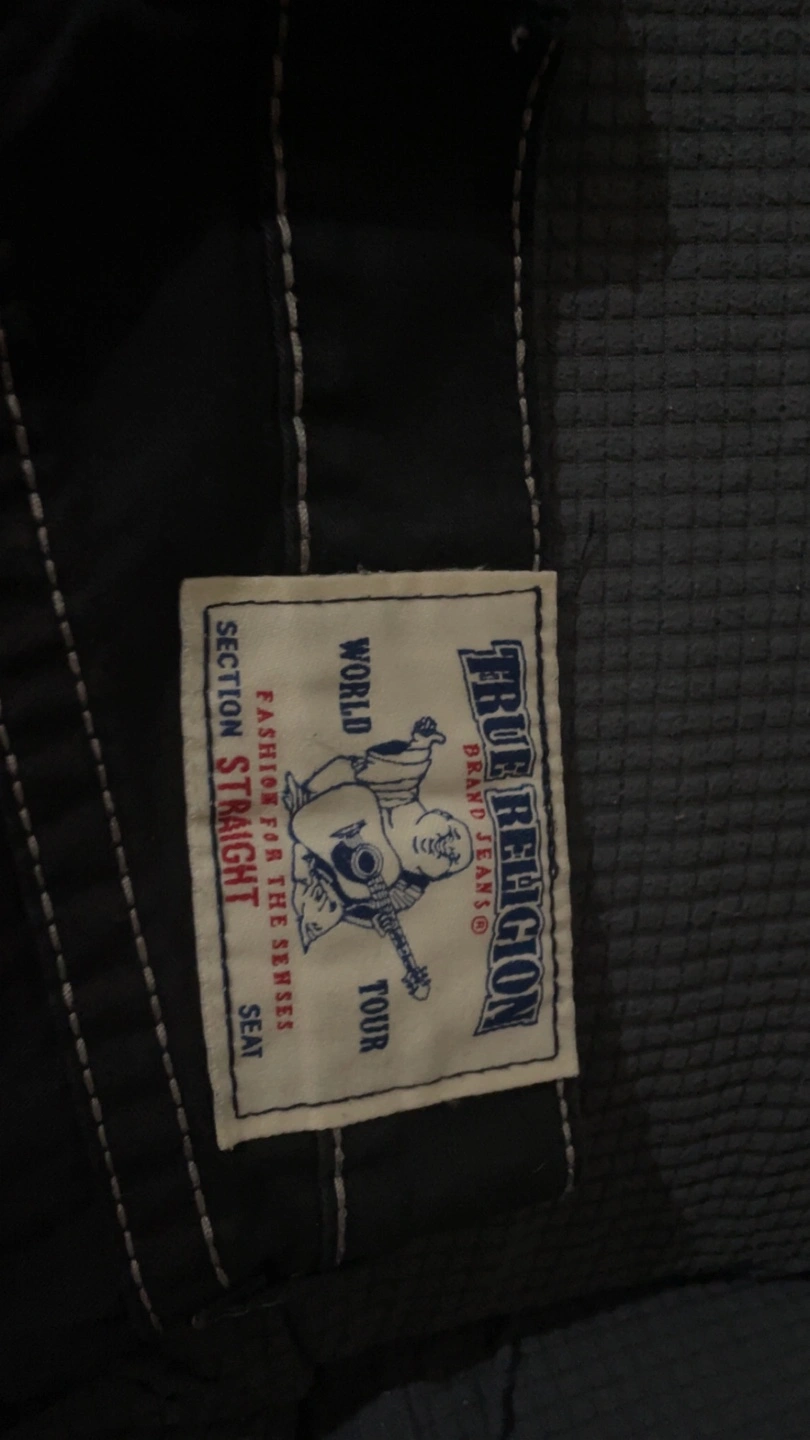 TRUE RELIGION
BRAND JEANS®
WORLD TOUR
FASHION FOR THE SENSES
SECTION STRAIGHT SEAT